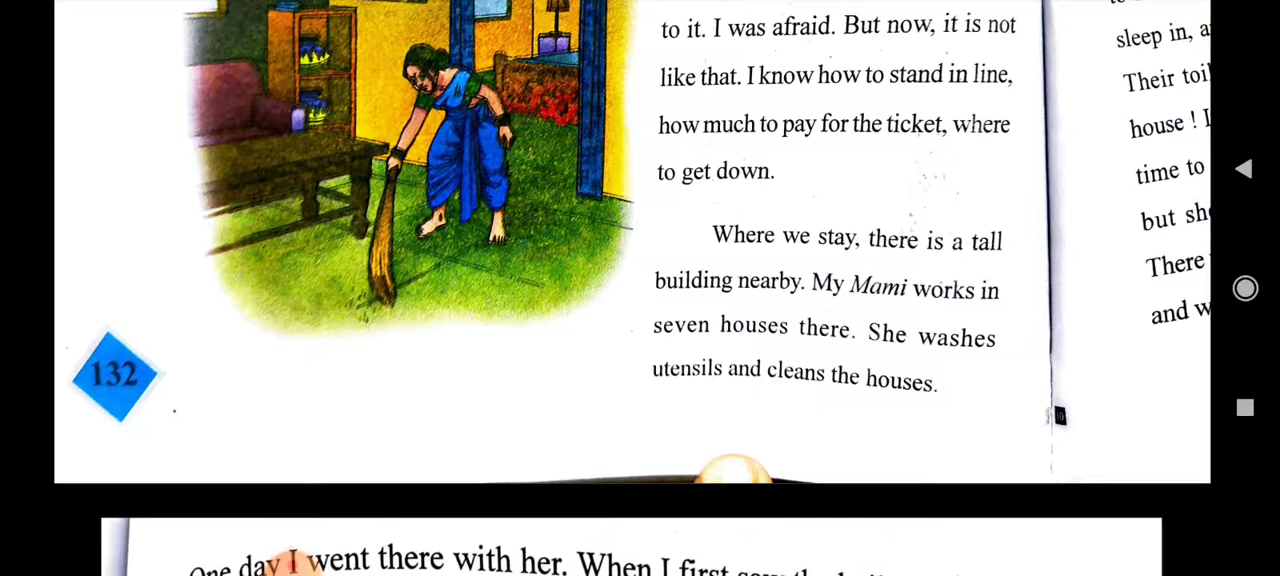 to it. I was afraid. But now, it is not
like that. I know how to stand in line,
how much to pay for the ticket, where
to get down.
Where we stay, there is a tall
building nearby. My Mami works in
seven houses there. She washes
utensils and cleans the houses.
132
sleep in, a
Their toil
house ! I
time to
but sh
There
and w
One day I went there with her. When I first